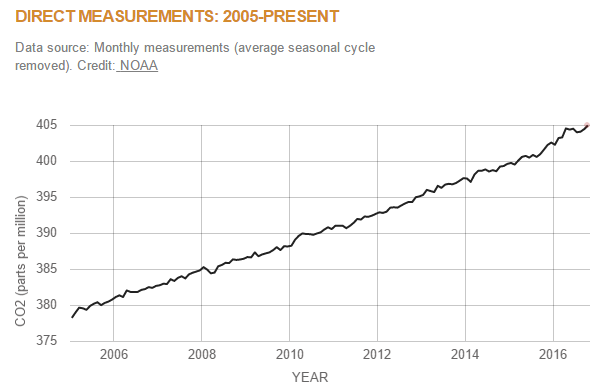 DIRECT MEASUREMENTS: 2005-PRESENT
Data source: Monthly measurements (average seasonal cycle
removed). Credit: NOAA
405
400
395
390
385
380
375
CO2 (parts per million)
2006 2008 2010 2012 2014 2016
YEAR